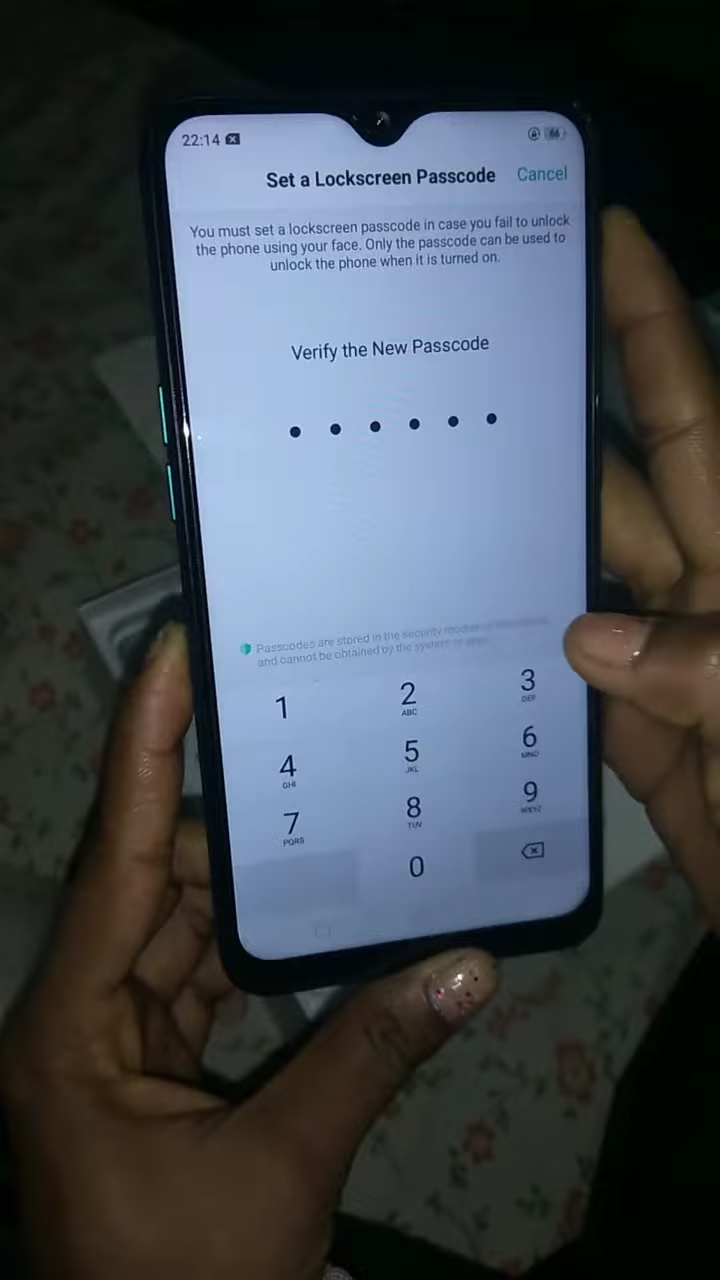 22:14
Set a Lockscreen Passcode Cancel
You must set a lockscreen passcode in case you fail to unlock
the phone using your face. Only the passcode can be used to
unlock the phone when it is turned on.
Verify the New Passcode
Passcodes are stored in the security
and cannot be obtained by the system or
1 2 3
ABC DEF
4 5 6
GHI JKL MNO
7 8 9
PQRS TUV WXYZ
0